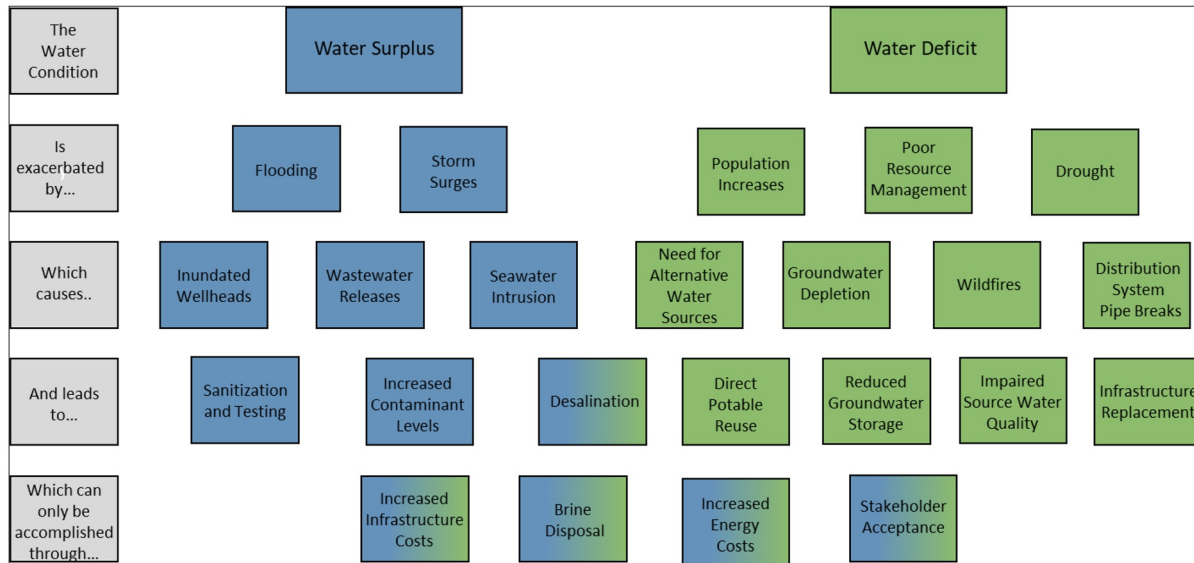 The
Water
Condition
Water Surplus
Water Deficit
Is
exacerbated
by...
Flooding
Storm
Surges
Population
Increases
Poor
Resource
Management
Drought
Which
causes..
Inundated
Wellheads
Wastewater
Releases
Seawater
Intrusion
Need for
Alternative
Water
Sources
Groundwater
Depletion
Wildfires
Distribution
System
Pipe Breaks
And leads
to...
Sanitization
and Testing
Increased
Contaminant
Levels
Desalination
Direct
Potable
Reuse
Reduced
Groundwater
Storage
Impaired
Source Water
Quality
Infrastructure
Replacement
Which can
only be
accomplished
through...
Increased
Infrastructure
Costs
Brine
Disposal
Increased
Energy
Costs
Stakeholder
Acceptance